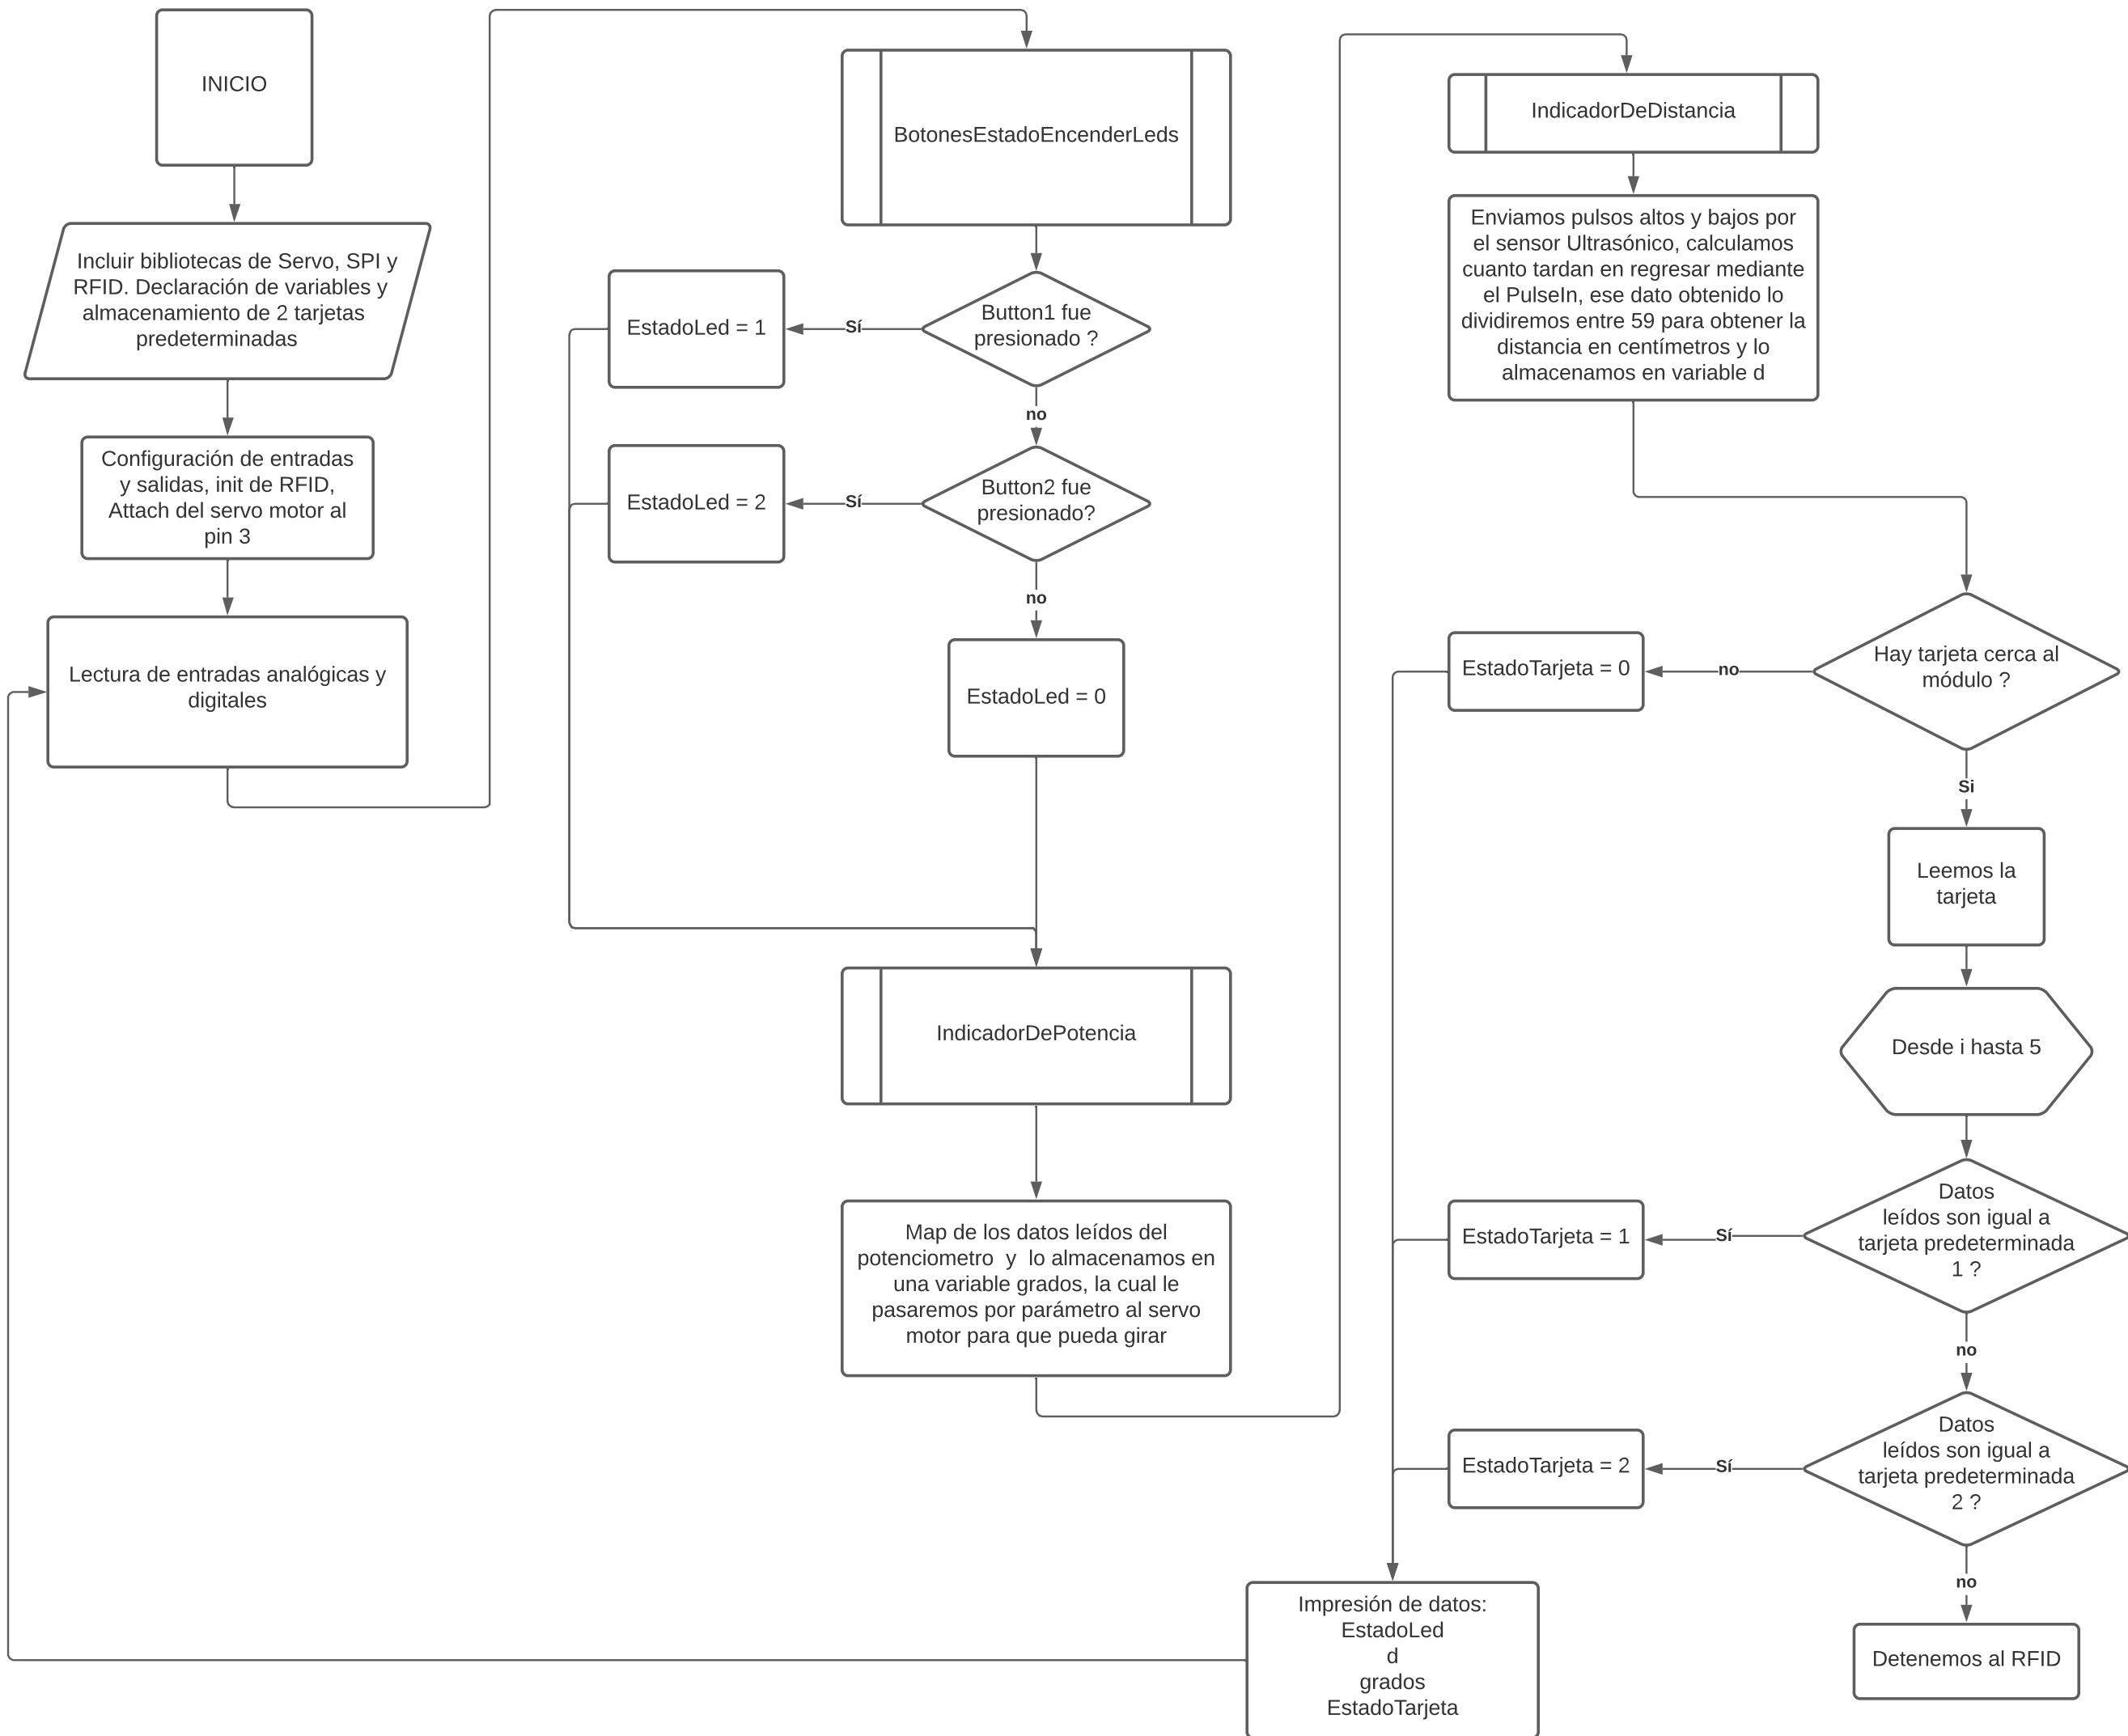 INICIO
Incluir bibliotecas de Servo, SPI y
RFID. Declaración de variables y
almacenamiento de 2 tarjetas
predeterminadas
Configuración de entradas
y salidas, init de RFID,
Attach del servo motor al
pin 3
Lectura de entradas analógicas y
digitales
BotonesEstadoEncenderLeds
Button1 fue
presionado ?
Sí
EstadoLed = 1
no
Button2 fue
presionado?
Sí
EstadoLed = 2
no
EstadoLed = 0
IndicadorDePotencia
Map de los datos leídos del
potenciometro y lo almacenamos en
una variable grados, la cual le
pasaremos por parámetro al servo
motor para que pueda girar
IndicadorDeDistancia
Enviamos pulsos altos y bajos por
el sensor Ultrasónico, calculamos
cuanto tardan en regresar mediante
el PulseIn, ese dato obtenido lo
dividiremos entre 59 para obtener la
distancia en centímetros y lo
almacenamos en variable d
Hay tarjeta cerca al
módulo ?
no
EstadoTarjeta = 0
Si
Leemos la
tarjeta
Desde i hasta 5
Datos
leídos son igual a
tarjeta predeterminada
1 ?
Sí
EstadoTarjeta = 1
no
Datos
leídos son igual a
tarjeta predeterminada
2 ?
Sí
EstadoTarjeta = 2
no
Detenemos al RFID
Impresión de datos:
EstadoLed
d
grados
EstadoTarjeta